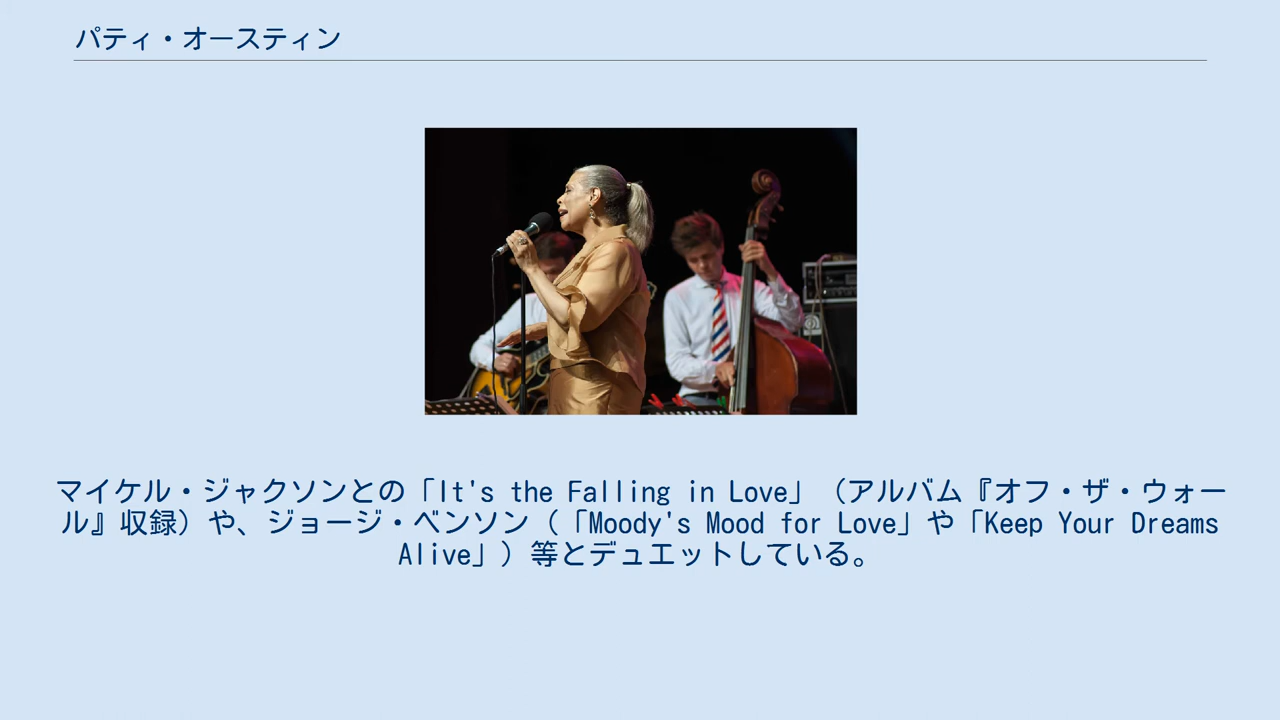 パティ・オースティン
マイケル・ジャクソンとの「It's the Falling in Love」（アルバム『オフ・ザ・ウォー
ル』収録）や、ジョージ・ベンソン（「Moody's Mood for Love」や「Keep Your Dreams
Alive」）等とデュエットしている。